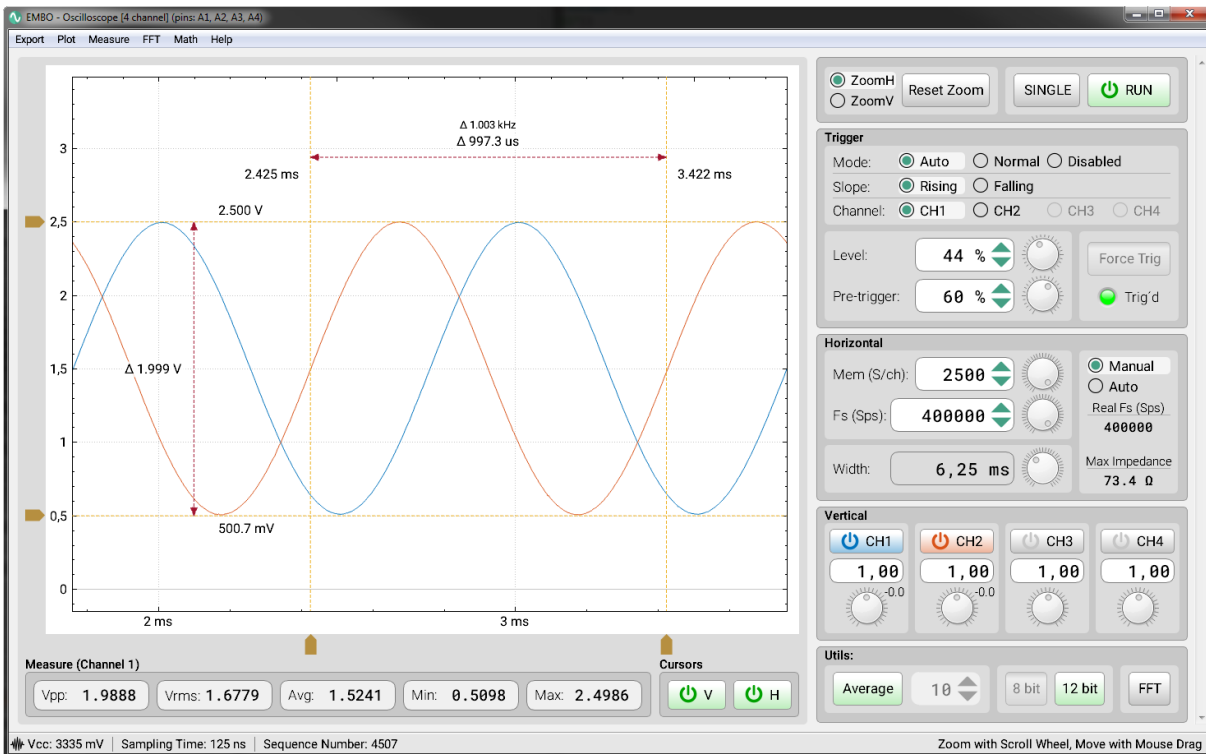 EMBO - Oscilloscope [4 channel] (pins: A1, A2, A3, A4)
Export Plot Measure FFT Math Help
ZoomH
ZoomV
Reset Zoom
SINGLE
RUN
Trigger
Mode: Auto Normal Disabled
Slope: Rising Falling
Channel: CH1 CH2 CH3 CH4
Level: 44 %
Force Trig
Pre-trigger: 60 %
Trig´d
Horizontal
Mem (S/ch): 2500
Manual
Auto
Fs (Sps): 400000
Real Fs (Sps)
400000
Width: 6,25 ms
Max Impedance
73.4 Ω
Vertical
CH1 CH2 CH3 CH4
1,00 1,00 1,00 1,00
-0.0 -0.0
Utils:
Average 10 8 bit 12 bit FFT
Δ 1.003 kHz
Δ 997.3 us
2.425 ms 3.422 ms
2.500 V
Δ 1.999 V
500.7 mV
3
2,5
2
1,5
1
0,5
0
2 ms 3 ms
Measure (Channel 1)
Vpp: 1.9888 Vrms: 1.6779 Avg: 1.5241 Min: 0.5098 Max: 2.4986
Cursors
V H
Vcc: 3335 mV Sampling Time: 125 ns Sequence Number: 4507
Zoom with Scroll Wheel, Move with Mouse Drag